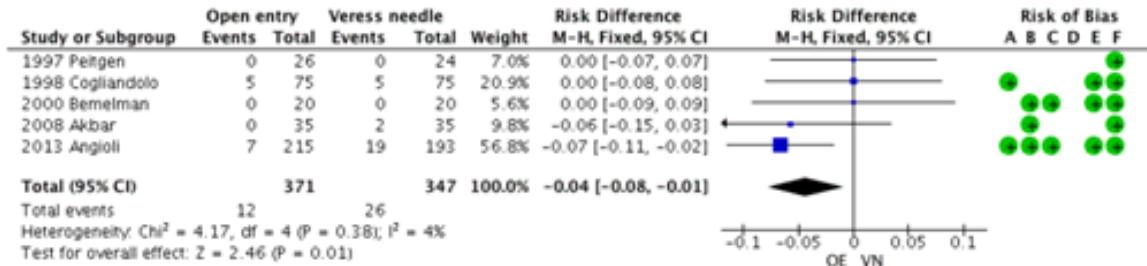 Open entry Veress needle Risk Difference Risk Difference Risk of Bias
Study or Subgroup Events Total Events Total Weight M-H, Fixed, 95% CI M-H, Fixed, 95% CI A B C D E F
1997 Peitgen 0 26 0 24 7.0% 0.00 [-0.07, 0.07]
1998 Cogliandolo 5 75 5 75 20.9% 0.00 [-0.08, 0.08]
2000 Bemelman 0 20 0 20 5.6% 0.00 [-0.09, 0.09]
2008 Akbar 0 35 2 35 9.8% -0.06 [-0.15, 0.03]
2013 Angioli 7 215 19 193 56.8% -0.07 [-0.11, -0.02]
Total (95% CI) 371 347 100.0% -0.04 [-0.08, -0.01]
Total events 12 26
Heterogeneity: Chi² = 4.17, df = 4 (P = 0.38); I² = 4%
Test for overall effect: Z = 2.46 (P = 0.01)
-0.1 -0.05 0 0.05 0.1
OE VN